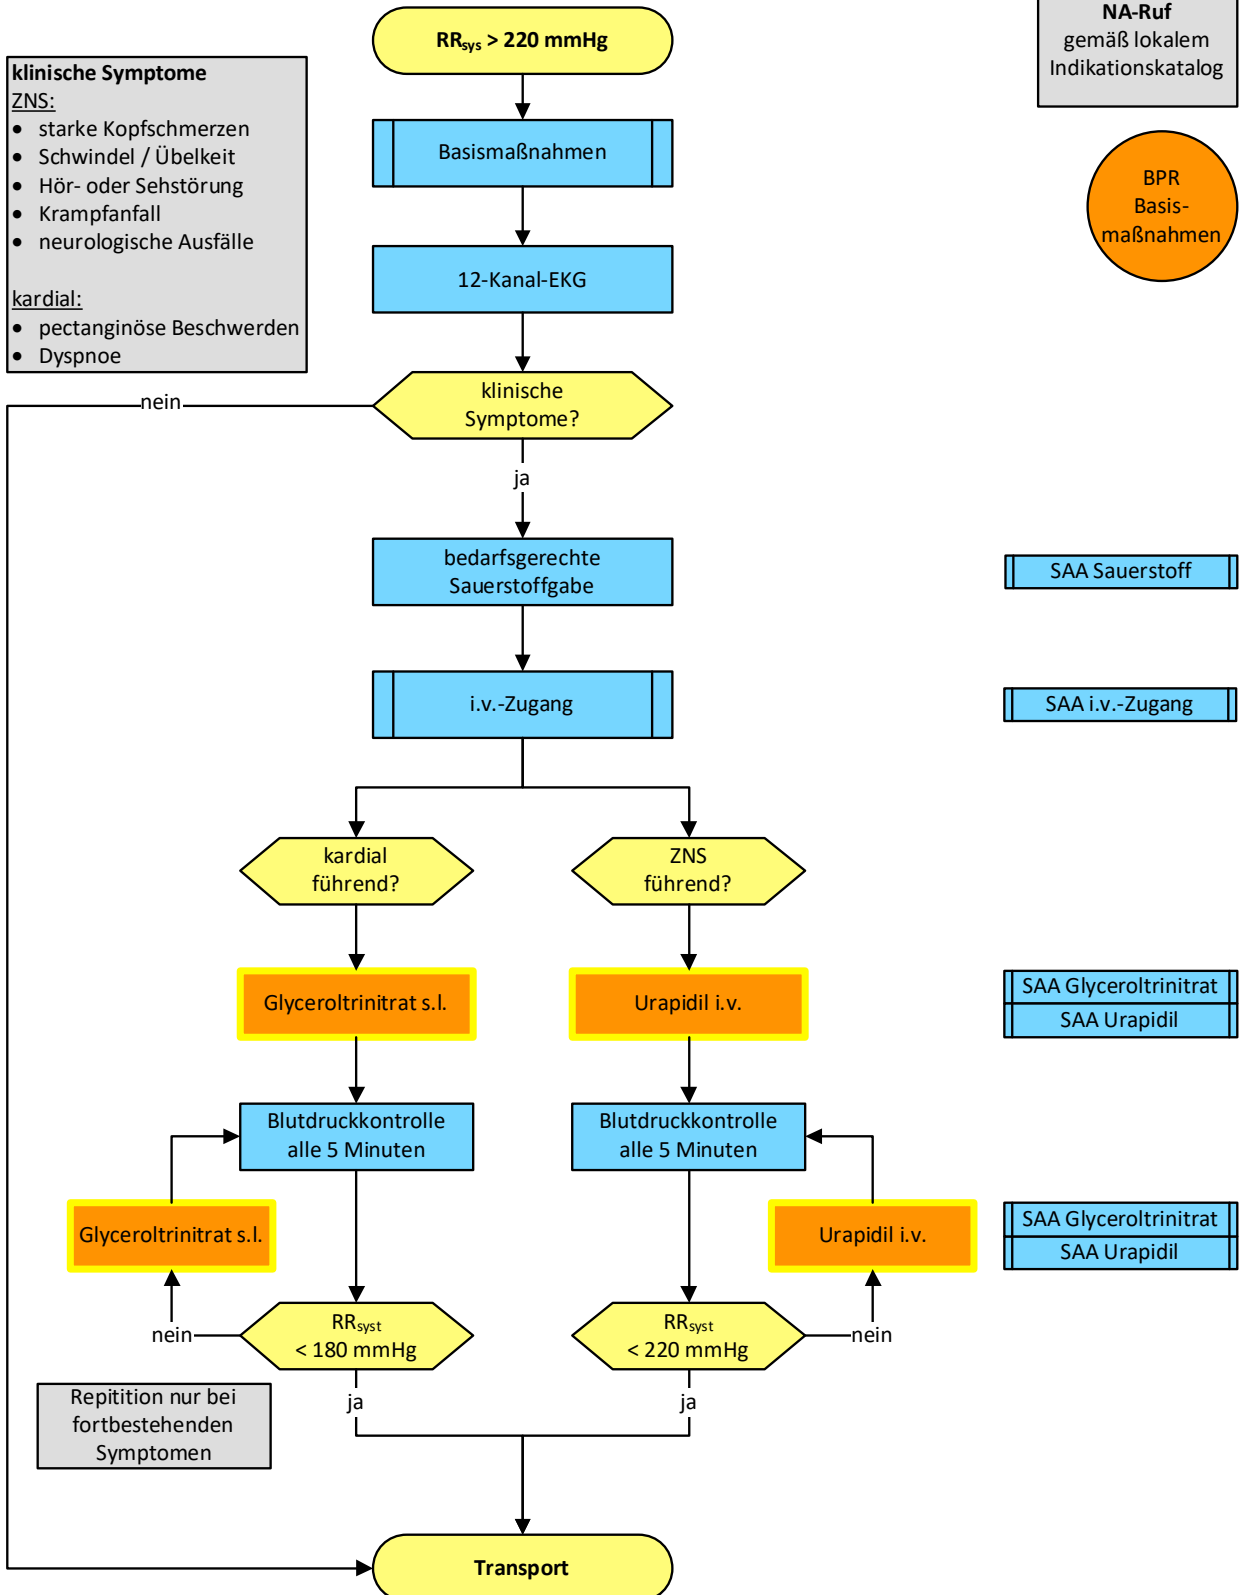 RRsys > 220 mmHg
NA-Ruf
gemäß lokalem
Indikationskatalog
klinische Symptome
ZNS:
• starke Kopfschmerzen
• Schwindel / Übelkeit
• Hör- oder Sehstörung
• Krampfanfall
• neurologische Ausfälle
kardial:
• pectanginöse Beschwerden
• Dyspnoe
Basismaßnahmen
BPR
Basis-
maßnahmen
12-Kanal-EKG
klinische
Symptome?
nein
ja
bedarfsgerechte
Sauerstoffgabe
SAA Sauerstoff
i.v.-Zugang
SAA i.v.-Zugang
kardial
führend?
ZNS
führend?
Glyceroltrinitrat s.l.
Urapidil i.v.
SAA Glyceroltrinitrat
SAA Urapidil
Blutdruckkontrolle
alle 5 Minuten
Blutdruckkontrolle
alle 5 Minuten
Glyceroltrinitrat s.l.
Urapidil i.v.
SAA Glyceroltrinitrat
SAA Urapidil
nein
RRsyst
< 180 mmHg
RRsyst
< 220 mmHg
nein
Repitition nur bei
fortbestehenden
Symptomen
ja
ja
Transport